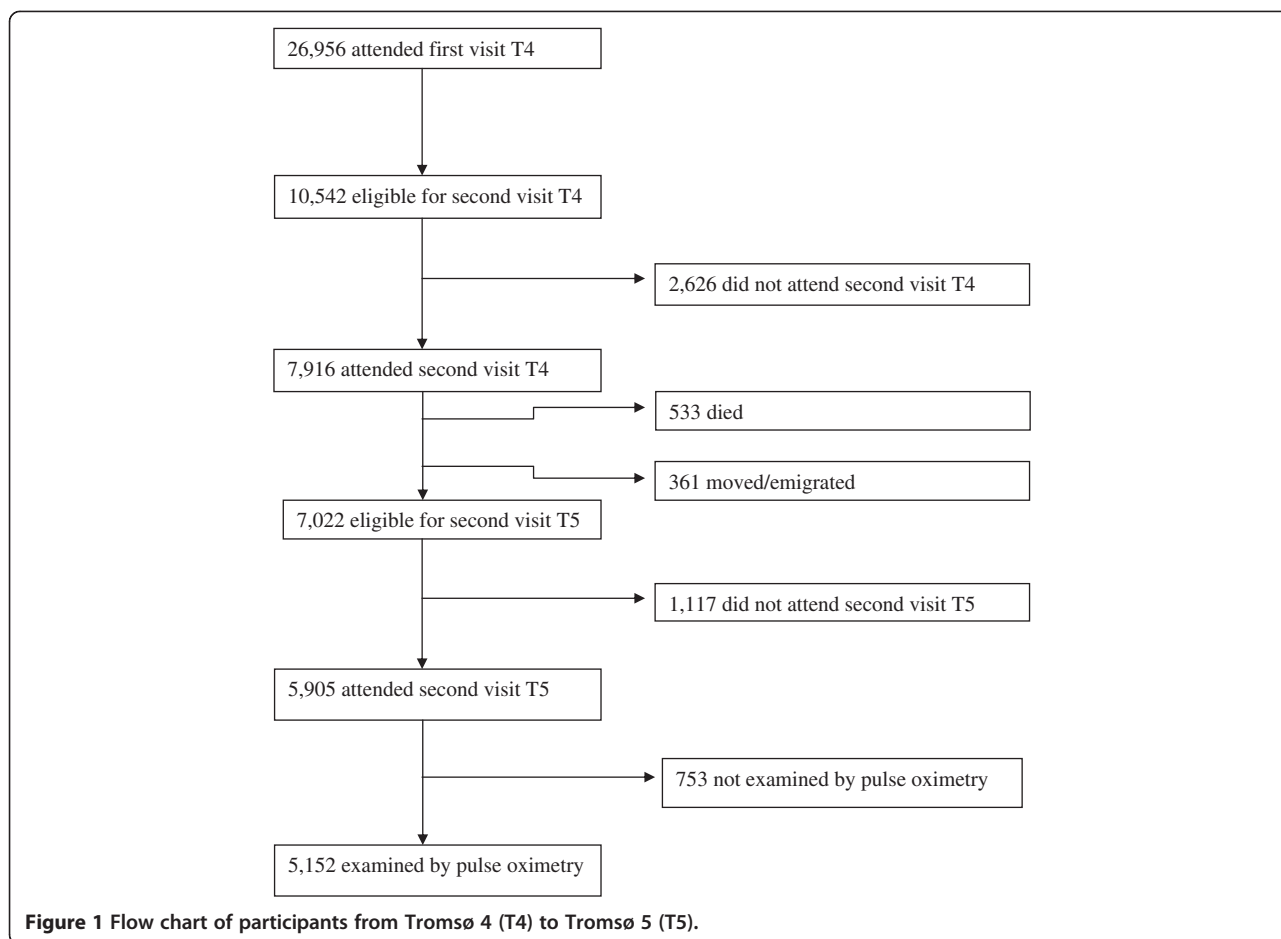 26,956 attended first visit T4
10,542 eligible for second visit T4
2,626 did not attend second visit T4
7,916 attended second visit T4
533 died
361 moved/emigrated
7,022 eligible for second visit T5
1,117 did not attend second visit T5
5,905 attended second visit T5
753 not examined by pulse oximetry
5,152 examined by pulse oximetry
Figure 1 Flow chart of participants from Tromsø 4 (T4) to Tromsø 5 (T5).